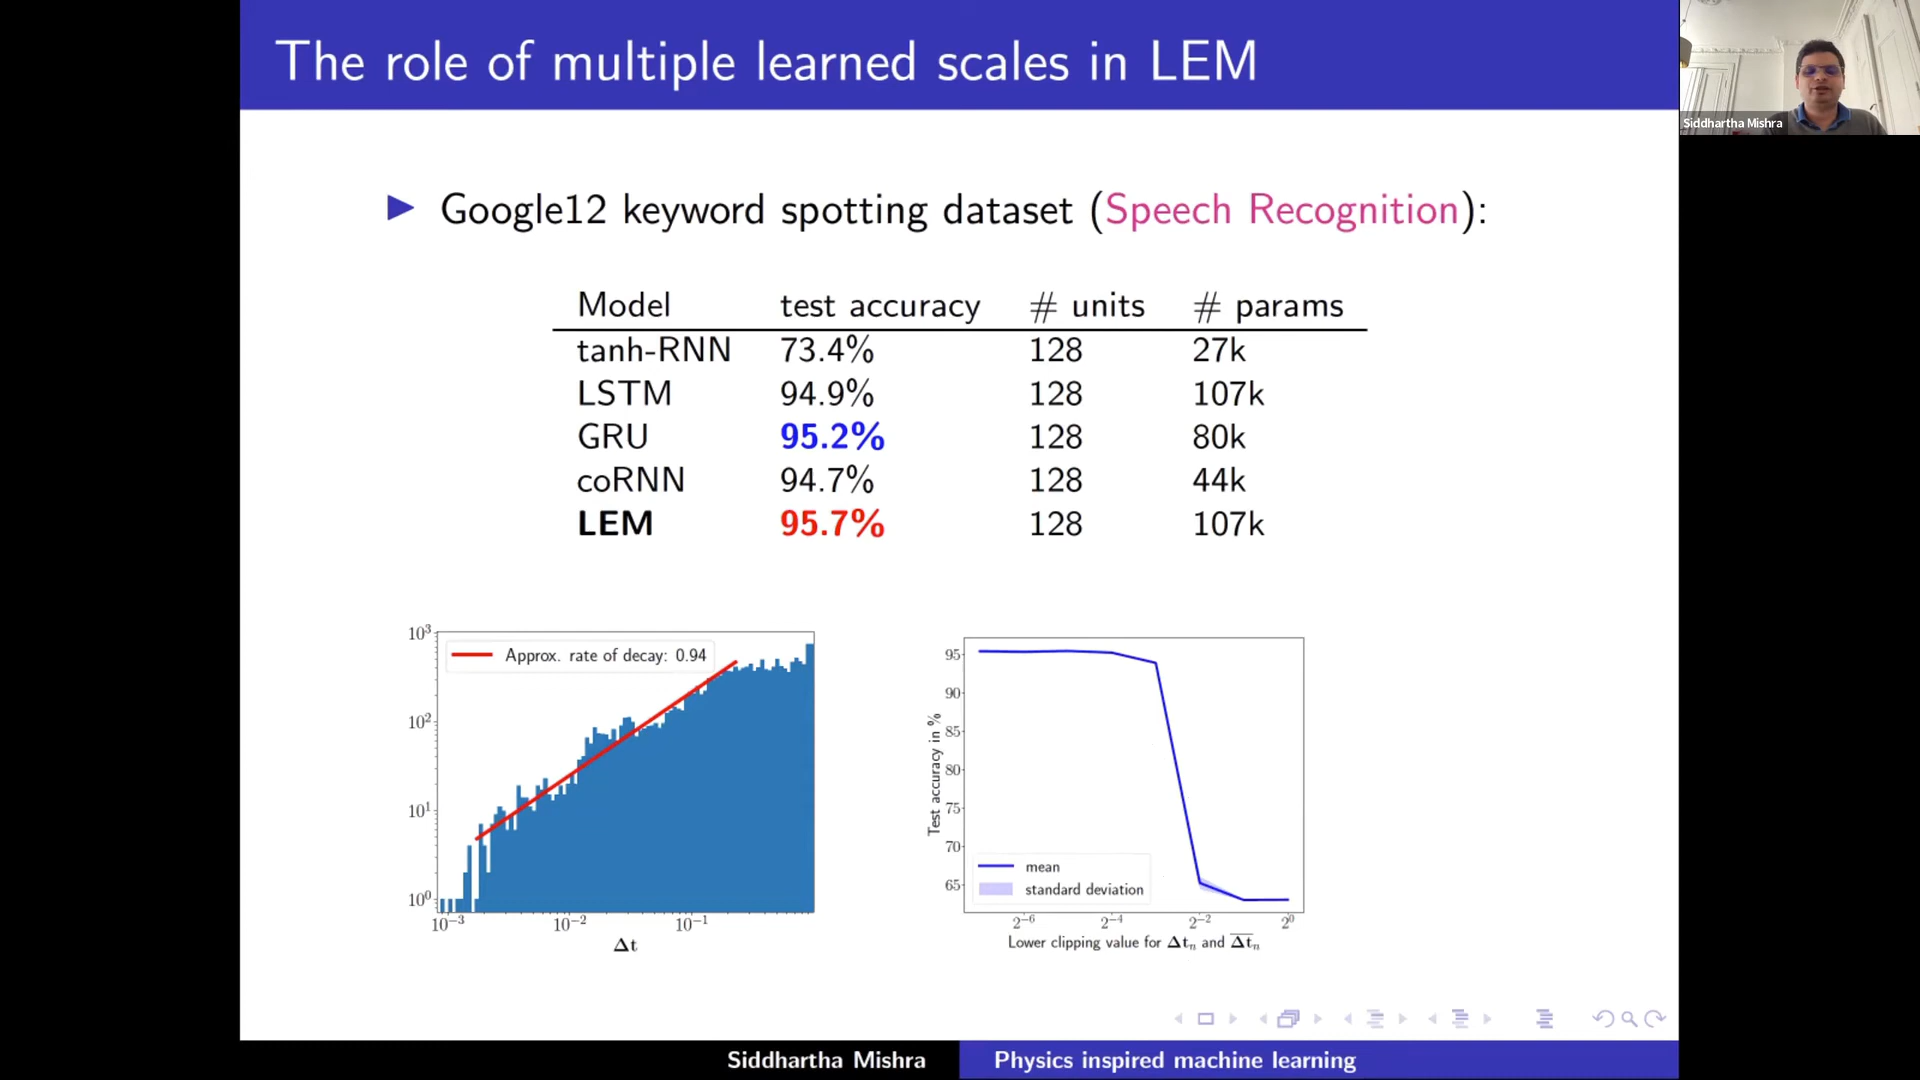 The role of multiple learned scales in LEM
Siddhartha Mishra
Google12 keyword spotting dataset (Speech Recognition):
Model test accuracy # units # params
tanh-RNN 73.4% 128 27k
LSTM 94.9% 128 107k
GRU 95.2% 128 80k
coRNN 94.7% 128 44k
LEM 95.7% 128 107k
10³
10²
10¹
10⁰
Approx. rate of decay: 0.94
10⁻³ 10⁻² 10⁻¹
Δt
Test accuracy in %
95
90
85
80
75
70
65
mean
standard deviation
2⁻⁶ 2⁻⁴ 2⁻² 2⁰
Lower clipping value for Δtₙ and Δ̅t̅ₙ
Siddhartha Mishra Physics inspired machine learning